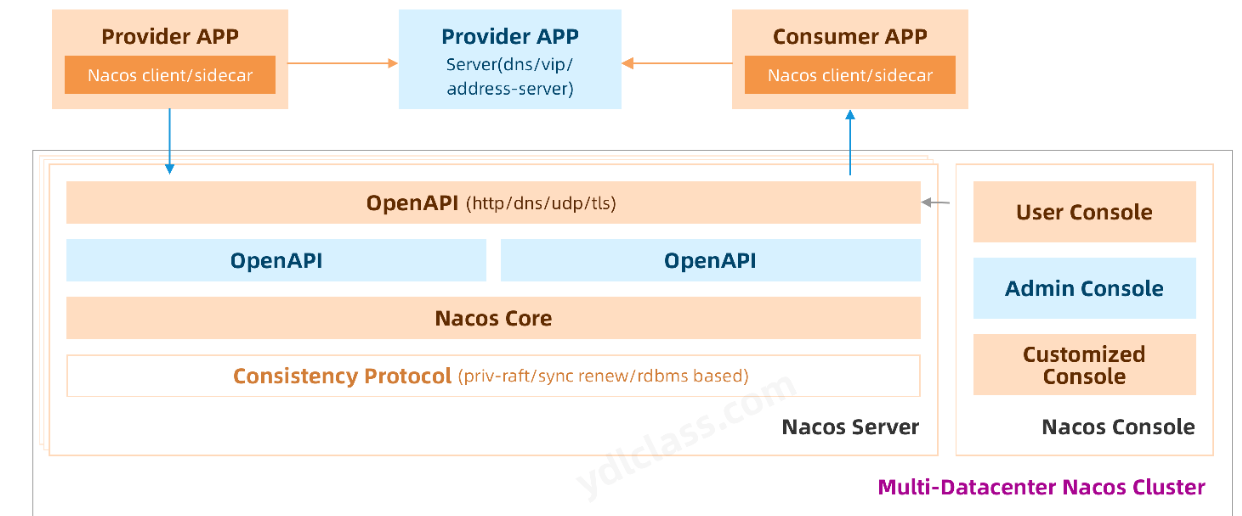 Provider APP
Nacos client/sidecar
Provider APP
Server(dns/vip/
address-server)
Consumer APP
Nacos client/sidecar
OpenAPI (http/dns/udp/tls)
OpenAPI
OpenAPI
Nacos Core
Consistency Protocol (priv-raft/sync renew/rdbms based)
Nacos Server
User Console
Admin Console
Customized
Console
Nacos Console
Multi-Datacenter Nacos Cluster
ydlclass.com